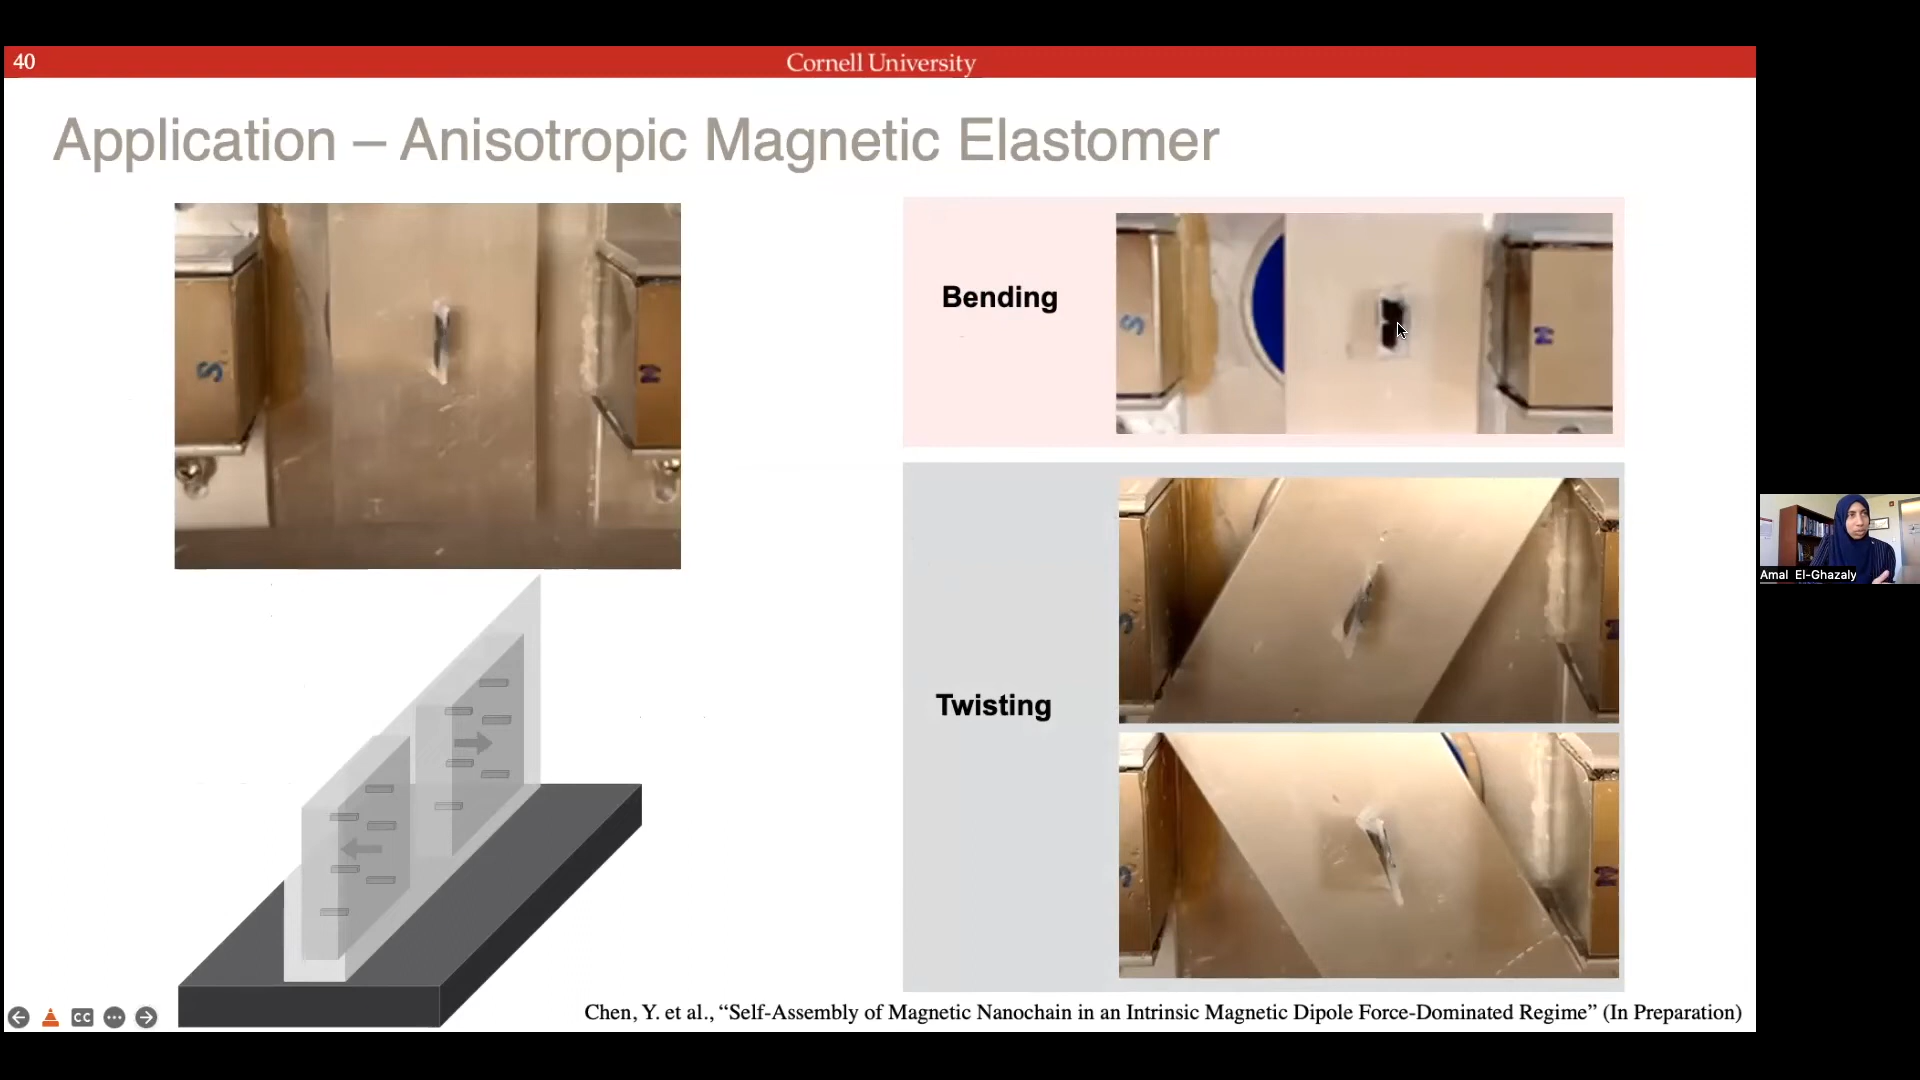 40
Cornell University
Application – Anisotropic Magnetic Elastomer
S
N
Bending
S
N
Twisting
S
N
S
N
Amal El-Ghazaly
CC
Chen, Y. et al., “Self-Assembly of Magnetic Nanochain in an Intrinsic Magnetic Dipole Force-Dominated Regime” (In Preparation)